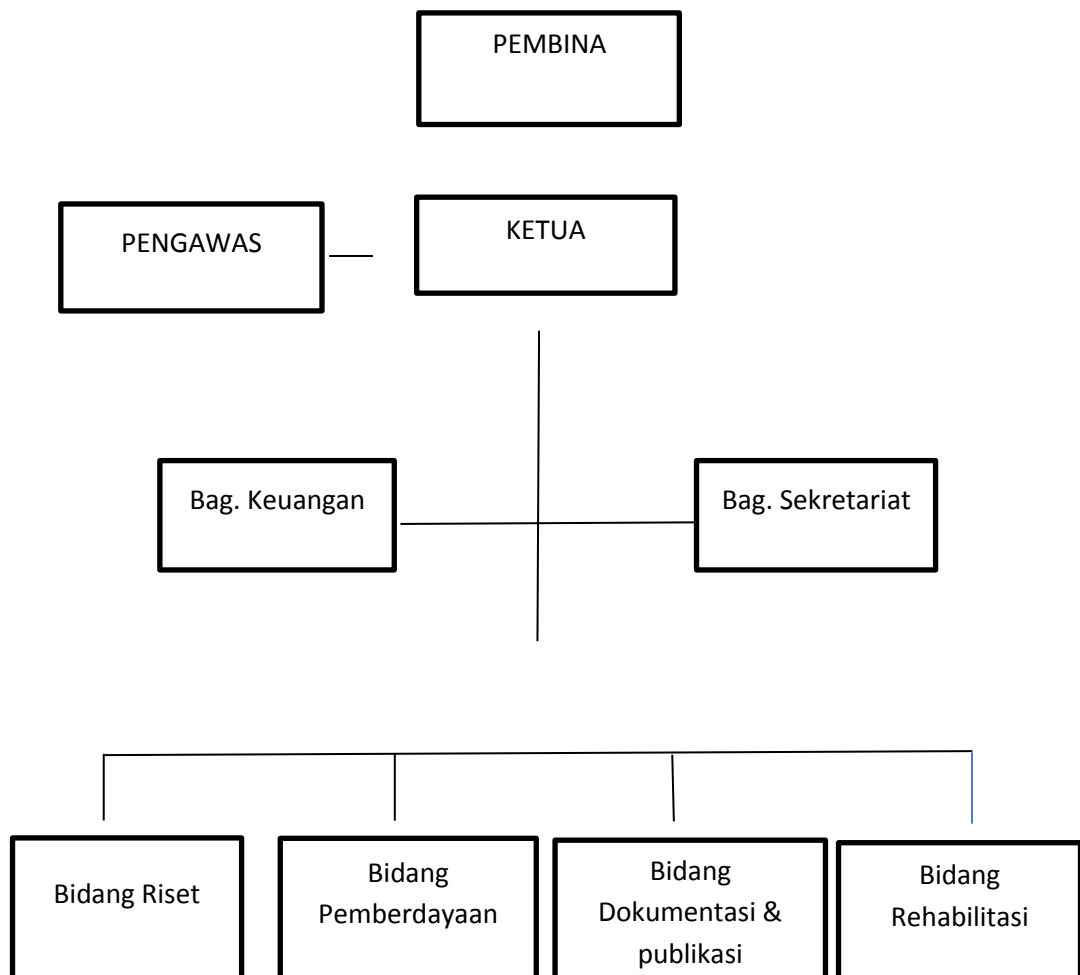 PEMBINA
PENGAWAS
KETUA
Bag. Keuangan
Bag. Sekretariat
Bidang Riset
Bidang
Pemberdayaan
Bidang
Dokumentasi &
publikasi
Bidang
Rehabilitasi